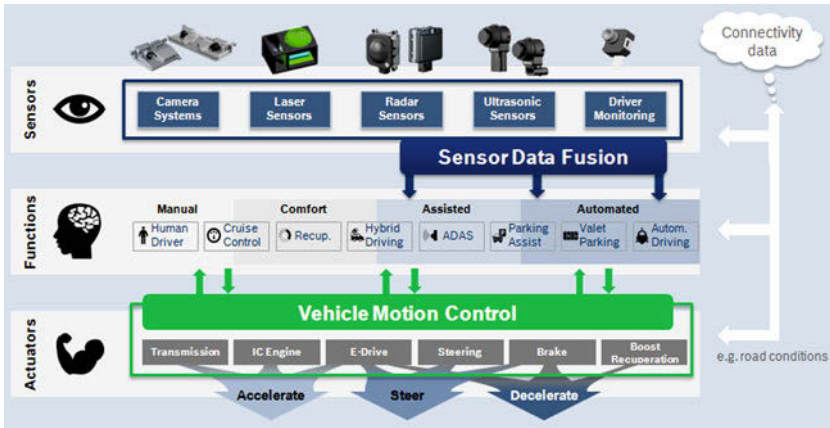 Connectivity
data
Sensors
Camera
Systems
Laser
Sensors
Radar
Sensors
Ultrasonic
Sensors
Driver
Monitoring
Sensor Data Fusion
Functions
Manual
Comfort
Assisted
Automated
Human
Driver
Cruise
Control
Recup.
Hybrid
Driving
ADAS
Parking
Assist
Valet
Parking
Autom.
Driving
Vehicle Motion Control
Actuators
Transmission
IC Engine
E-Drive
Steering
Brake
Boost
Recuperation
e.g. road conditions
Accelerate
Steer
Decelerate